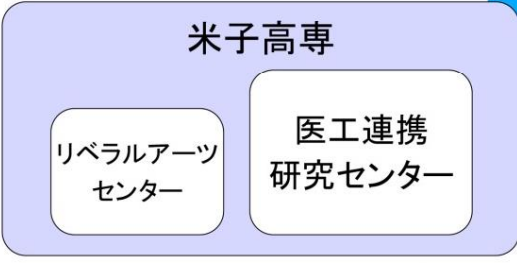 米子高専
リベラルアーツ
センター
医工連携
研究センター